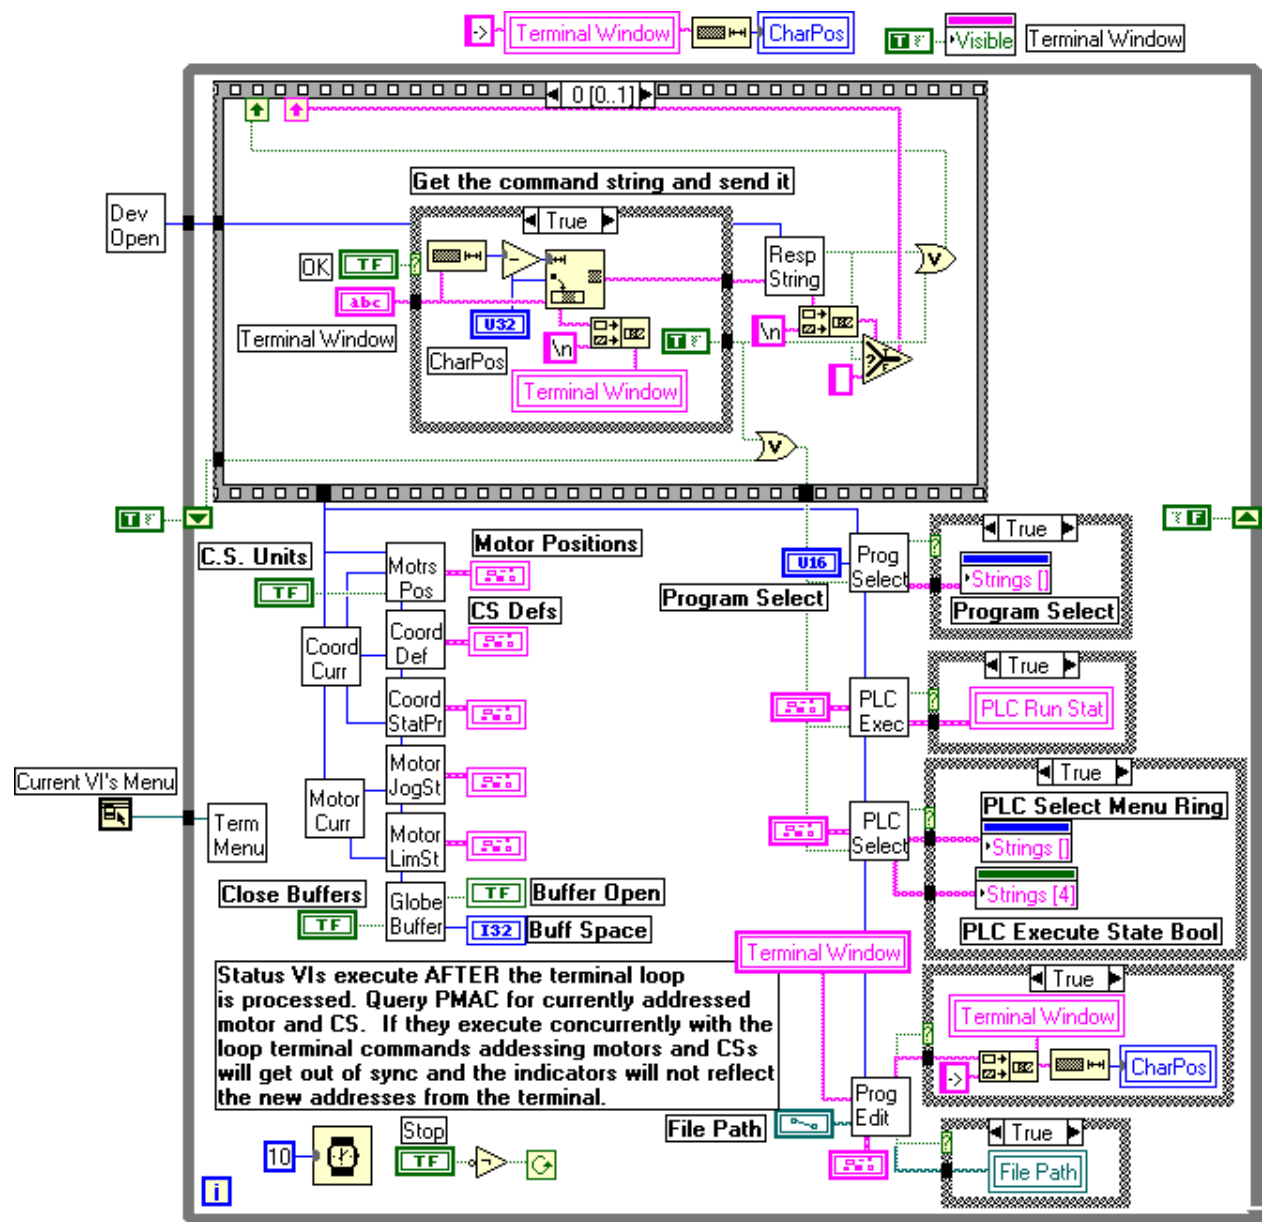 ->
Terminal Window
CharPos
T
Visible
Terminal Window
0 [0..1]
Get the command string and send it
Dev
Open
True
OK
TF
abc
Terminal Window
U32
CharPos
\n
Terminal Window
T
Resp
String
\n
V
?
T
F
V
T
F
C.S. Units
TF
Motrs
Pos
Motor Positions
CS Defs
Coord
Curr
Coord
Def
Coord
StatPr
Motor
JogSt
Motor
Curr
Motor
LimSt
Current VI's Menu
Term
Menu
Close Buffers
TF
Globe
Buffer
TF
Buffer Open
I32
Buff Space
U16
Program Select
Prog
Select
True
Strings []
Program Select
PLC
Exec
True
PLC Run Stat
PLC
Select
True
PLC Select Menu Ring
Strings []
Strings [4]
PLC Execute State Bool
Terminal Window
True
Terminal Window
->
CharPos
Status VIs execute AFTER the terminal loop
is processed. Query PMAC for currently addressed
motor and CS.  If they execute concurrently with the
loop terminal commands addessing motors and CSs
will get out of sync and the indicators will not reflect
the new addresses from the terminal.
File Path
Prog
Edit
True
File Path
10
Stop
TF
i